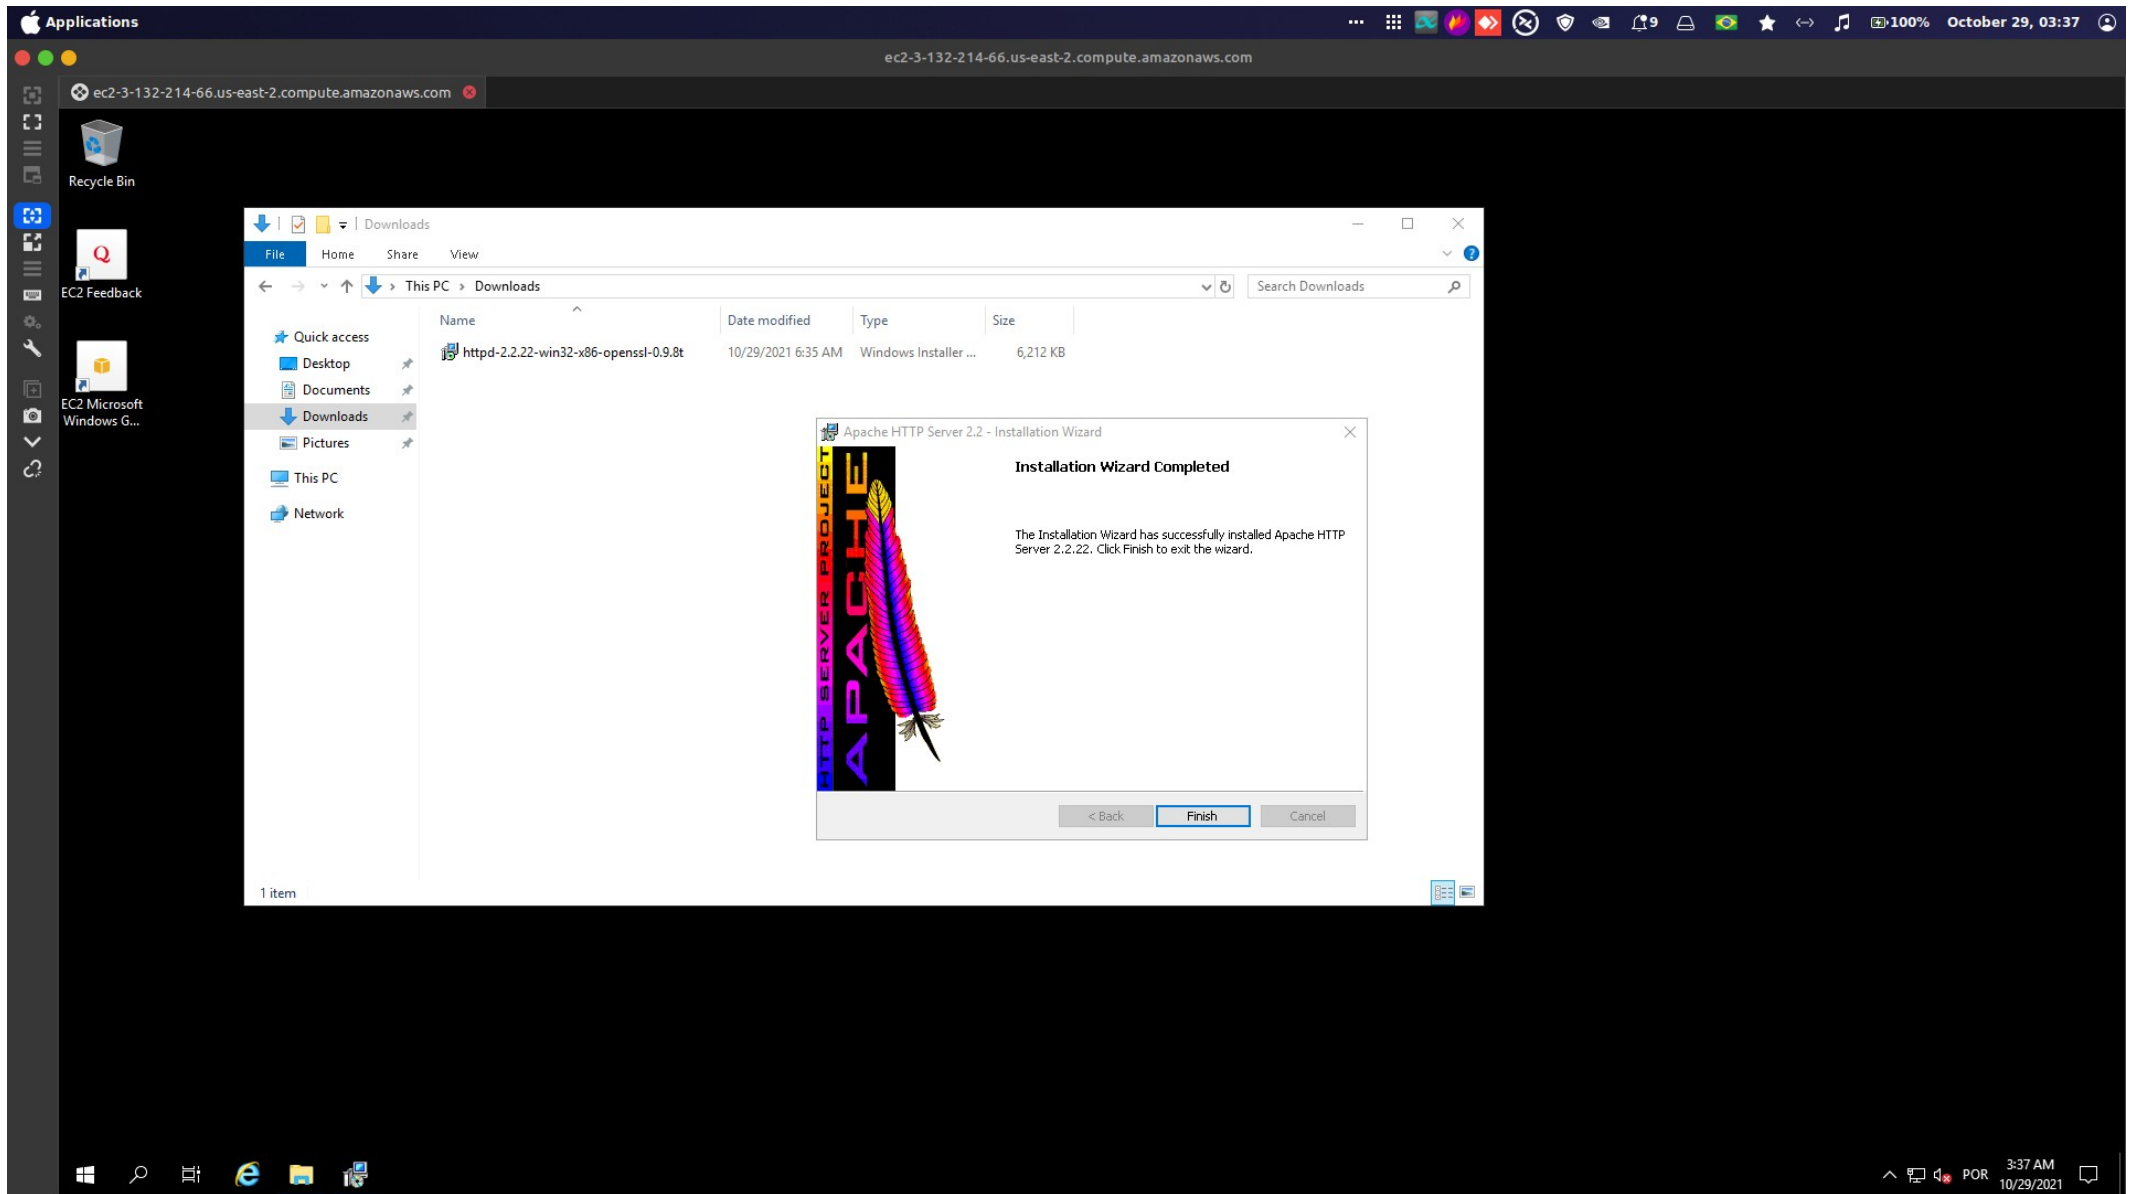 Applications
9
100%
October 29, 03:37
ec2-3-132-214-66.us-east-2.compute.amazonaws.com
ec2-3-132-214-66.us-east-2.compute.amazonaws.com
Recycle Bin
Q
EC2 Feedback
EC2 Microsoft
Windows G...
Downloads
File Home Share View
This PC > Downloads
Search Downloads
Name Date modified Type Size
httpd-2.2.22-win32-x86-openssl-0.9.8t 10/29/2021 6:35 AM Windows Installer ... 6,212 KB
Quick access
Desktop
Documents
Downloads
Pictures
This PC
Network
1 item
Apache HTTP Server 2.2 - Installation Wizard
HTTP SERVER PROJECT
APACHE
Installation Wizard Completed
The Installation Wizard has successfully installed Apache HTTP
Server 2.2.22. Click Finish to exit the wizard.
< Back Finish Cancel
POR
3:37 AM
10/29/2021